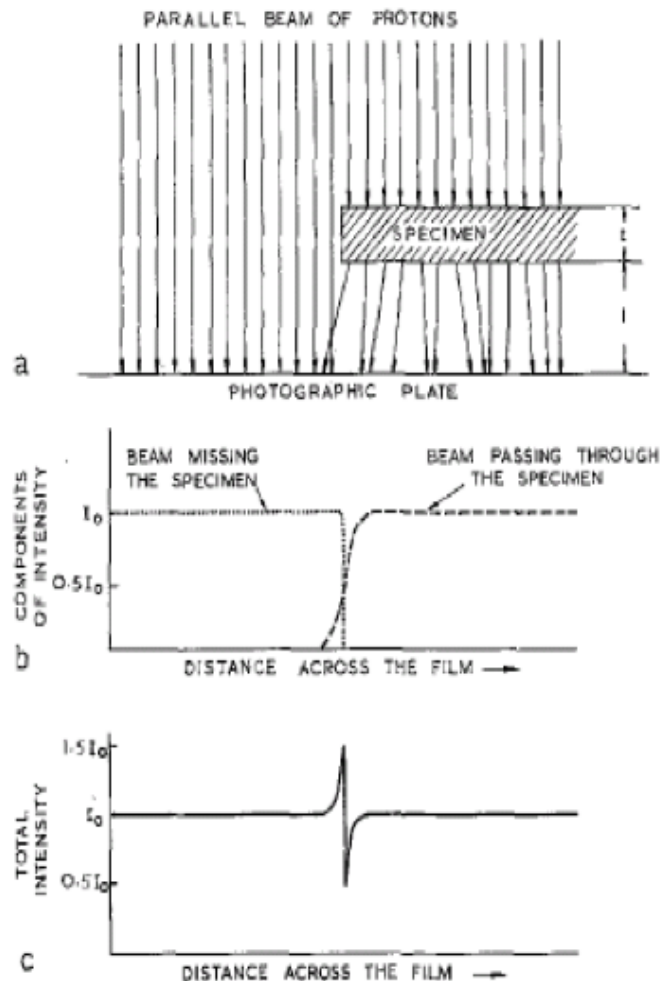 PARALLEL BEAM OF PROTONS
SPECIMEN
t
a
PHOTOGRAPHIC PLATE
BEAM MISSING
THE SPECIMEN
BEAM PASSING THROUGH
THE SPECIMEN
COMPONENTS
OF INTENSITY
I₀
0.5I₀
b
DISTANCE ACROSS THE FILM
1.5I₀
I₀
0.5I₀
TOTAL
INTENSITY
c
DISTANCE ACROSS THE FILM